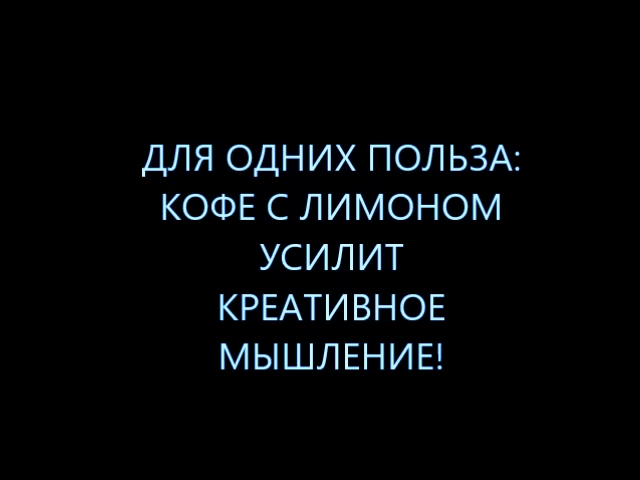 ДЛЯ ОДНИХ ПОЛЬЗА:
КОФЕ С ЛИМОНОМ
УСИЛИТ
КРЕАТИВНОЕ
МЫШЛЕНИЕ!